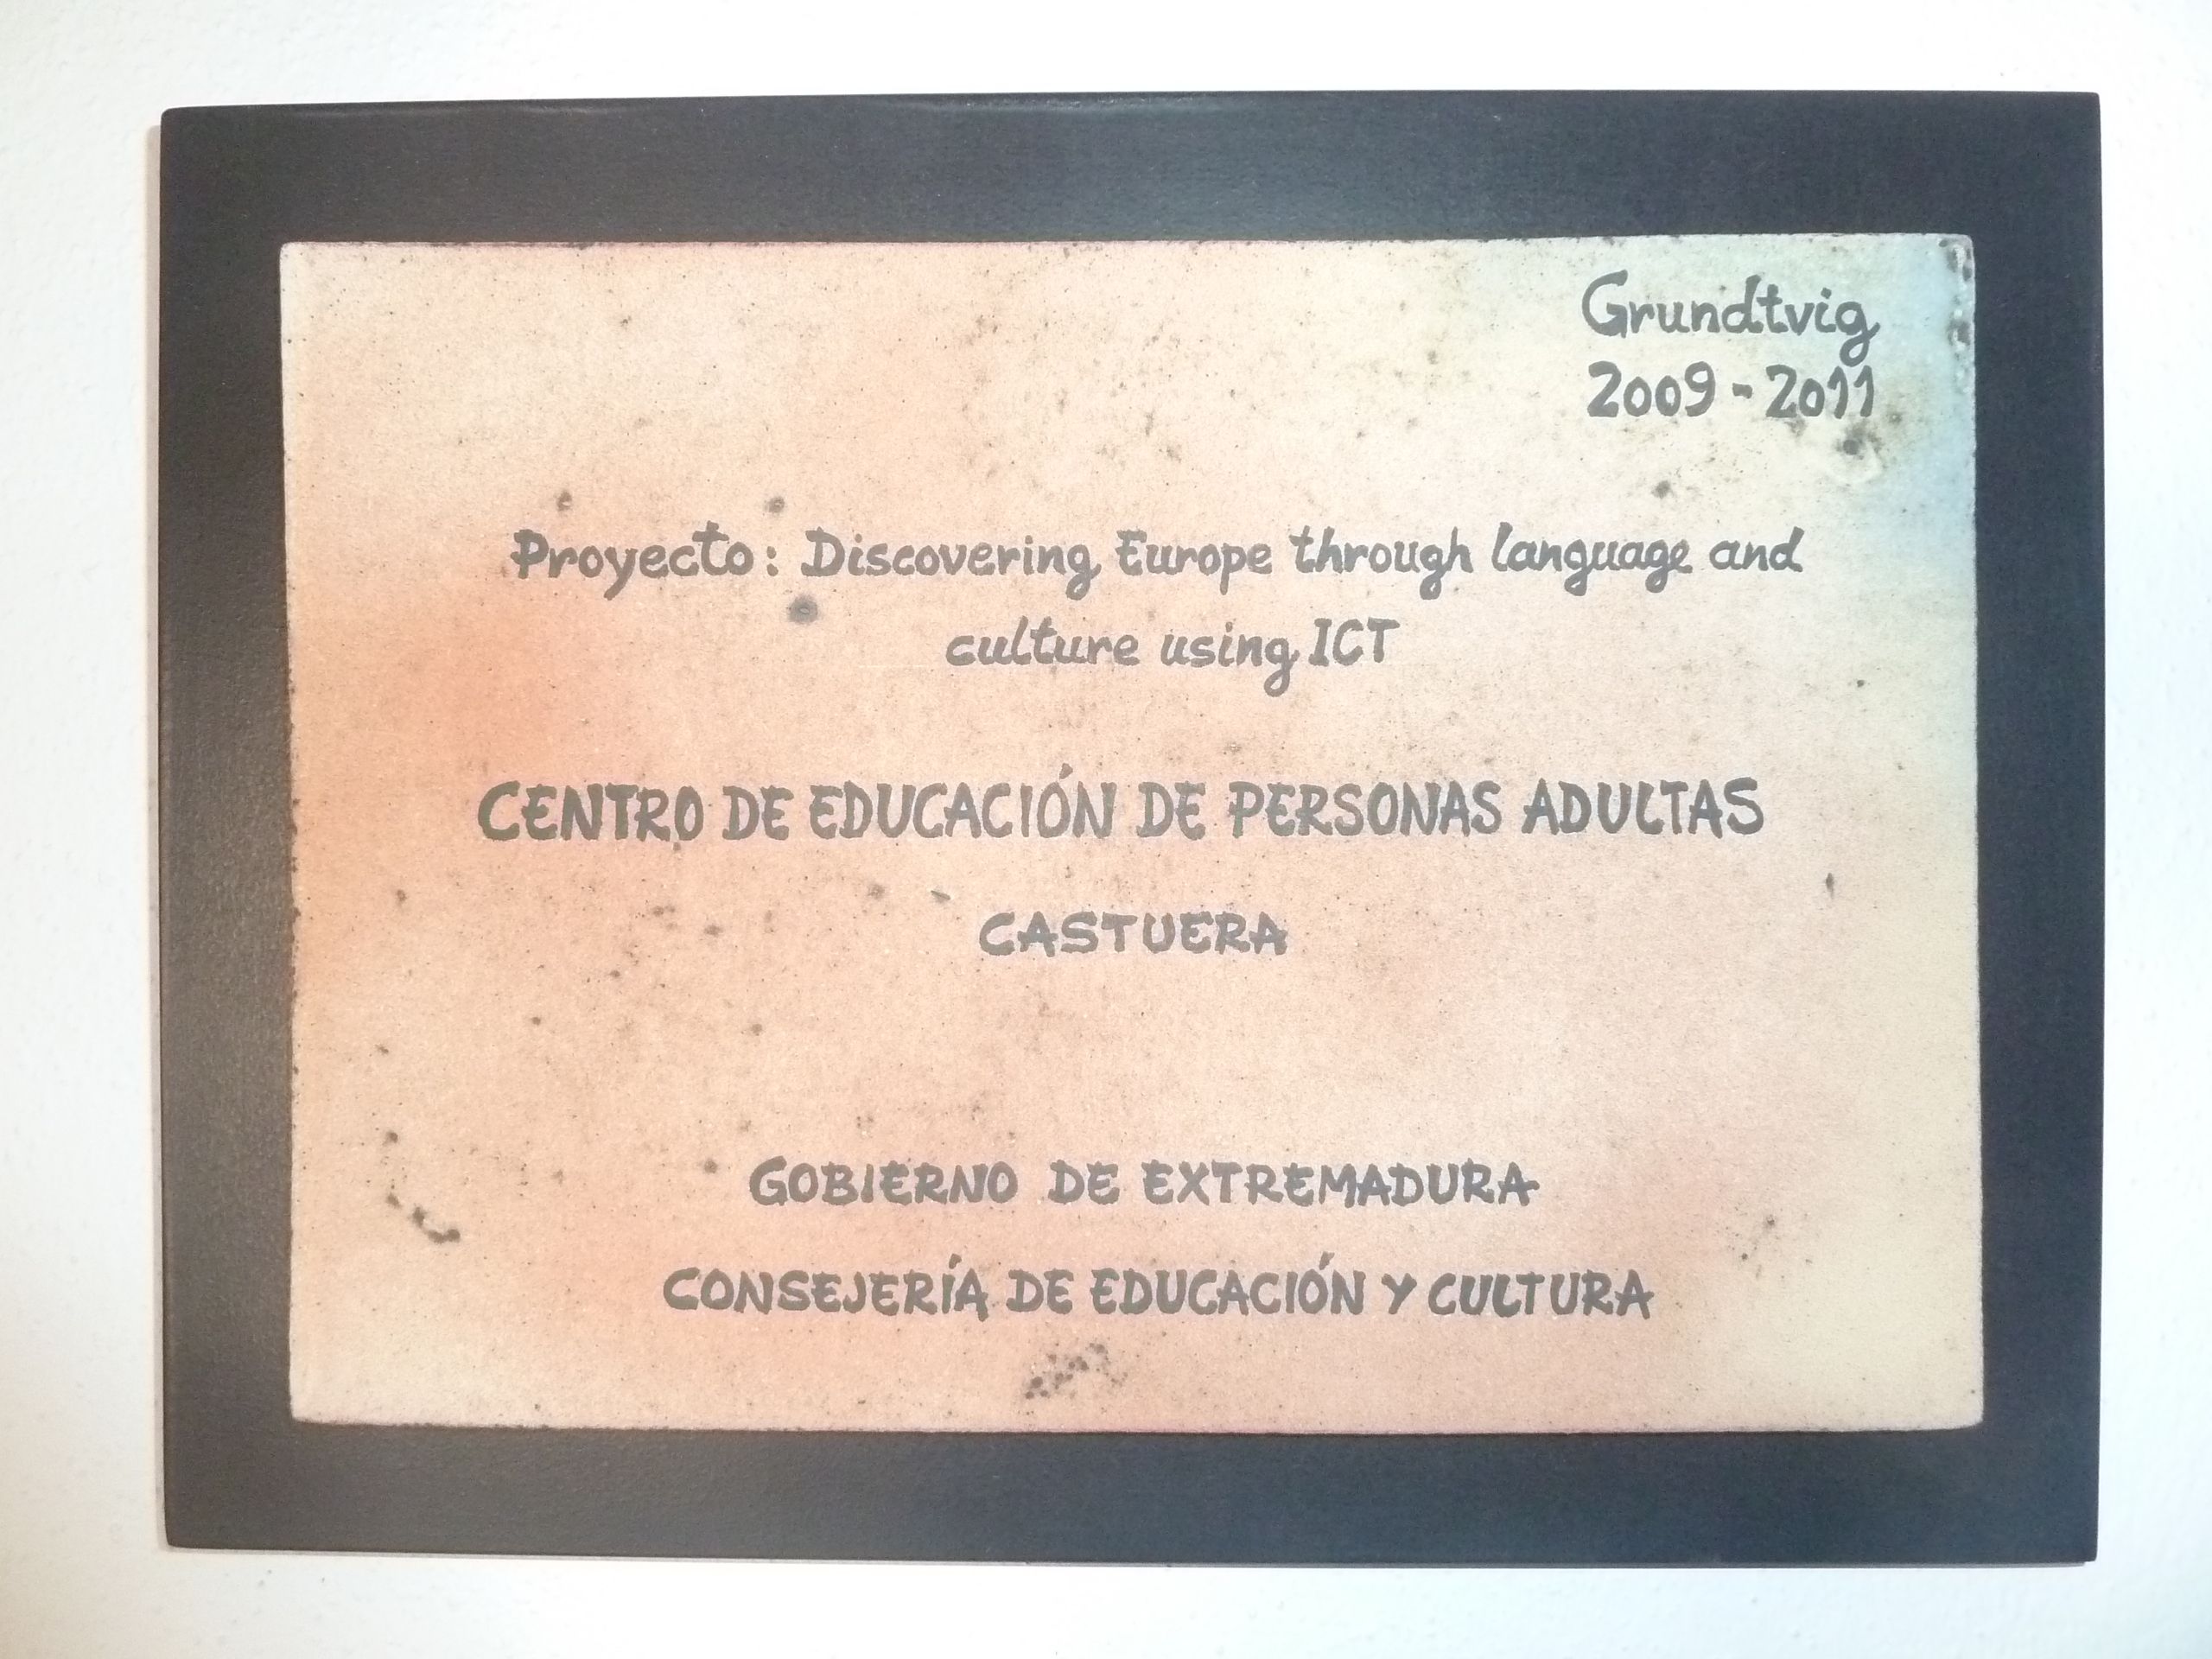 Grundtvig
2009 - 2011
Proyecto: Discovering Europe through language and
culture using ICT
CENTRO DE EDUCACIÓN DE PERSONAS ADULTAS
CASTUERA
GOBIERNO DE EXTREMADURA
CONSEJERÍA DE EDUCACIÓN Y CULTURA